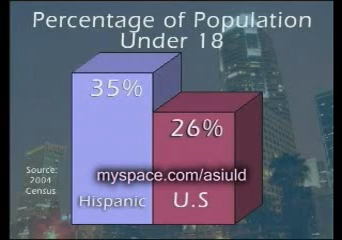 Percentage of Population
Under 18
35%
26%
myspace.com/asiuld
Source:
2004
Census
Hispanic
U.S